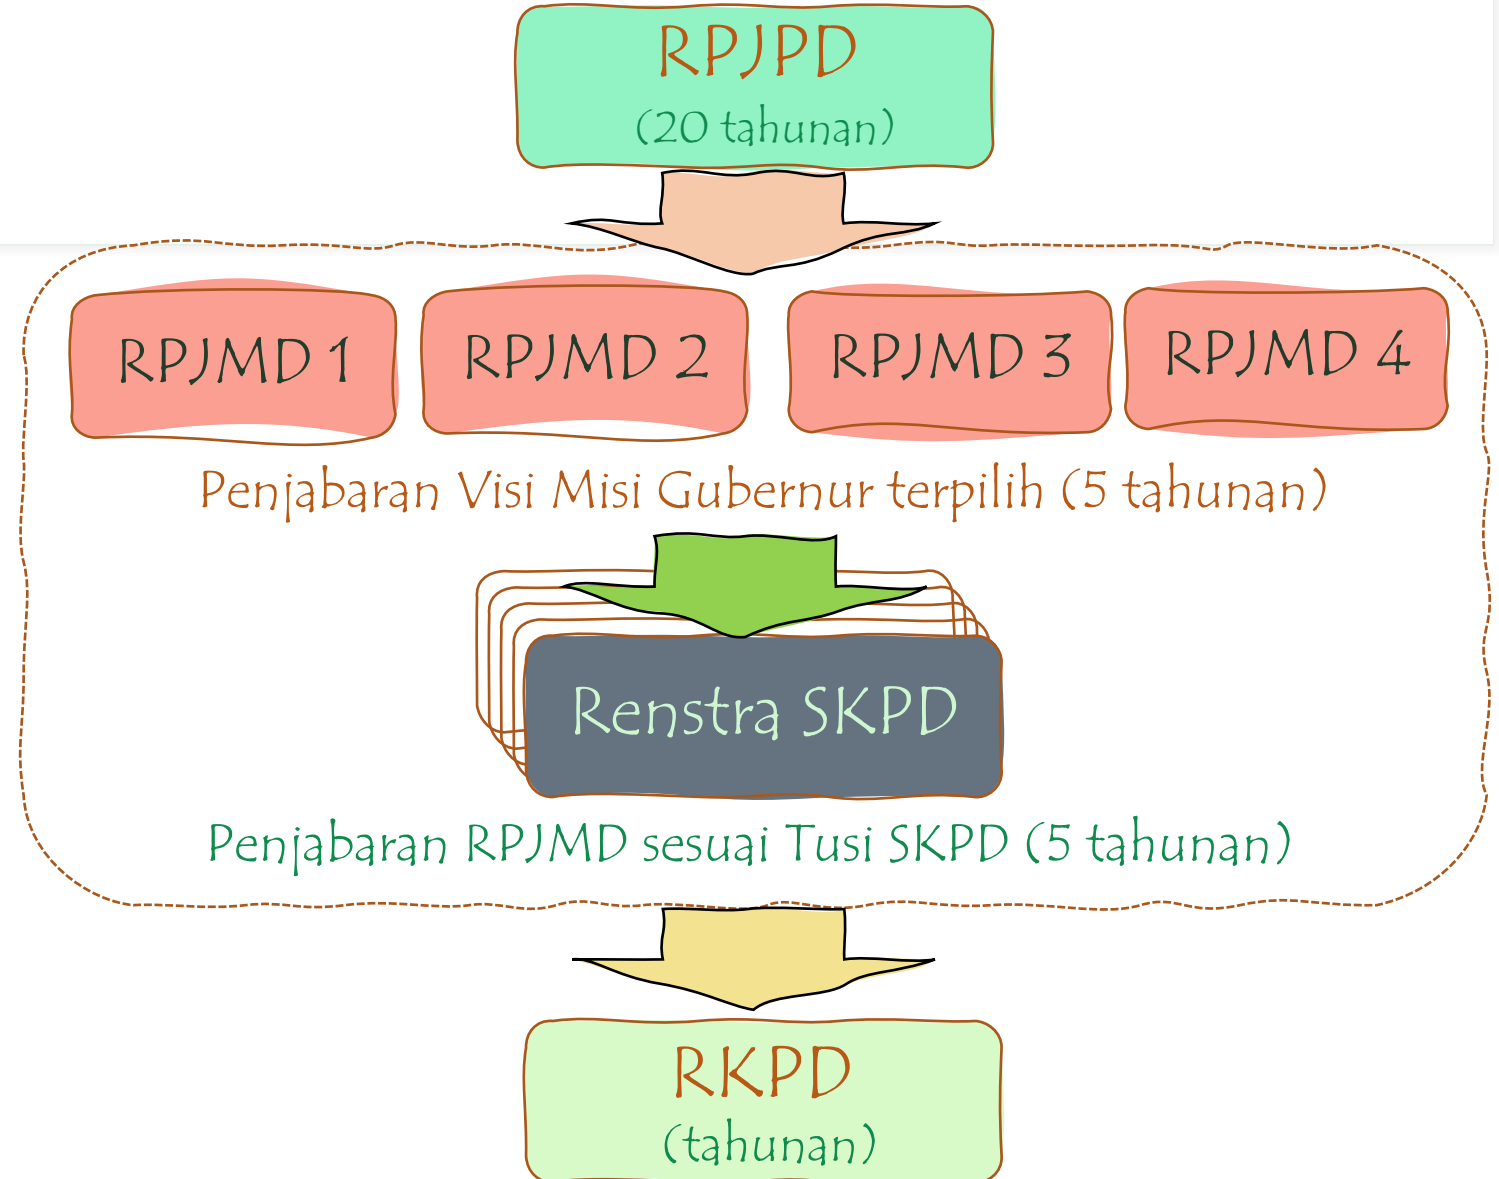 RPJPD
(20 tahunan)
RPJMD 1
RPJMD 2
RPJMD 3
RPJMD 4
Penjabaran Visi Misi Gubernur terpilih (5 tahunan)
Renstra SKPD
Penjabaran RPJMD sesuai Tusi SKPD (5 tahunan)
RKPD
(tahunan)